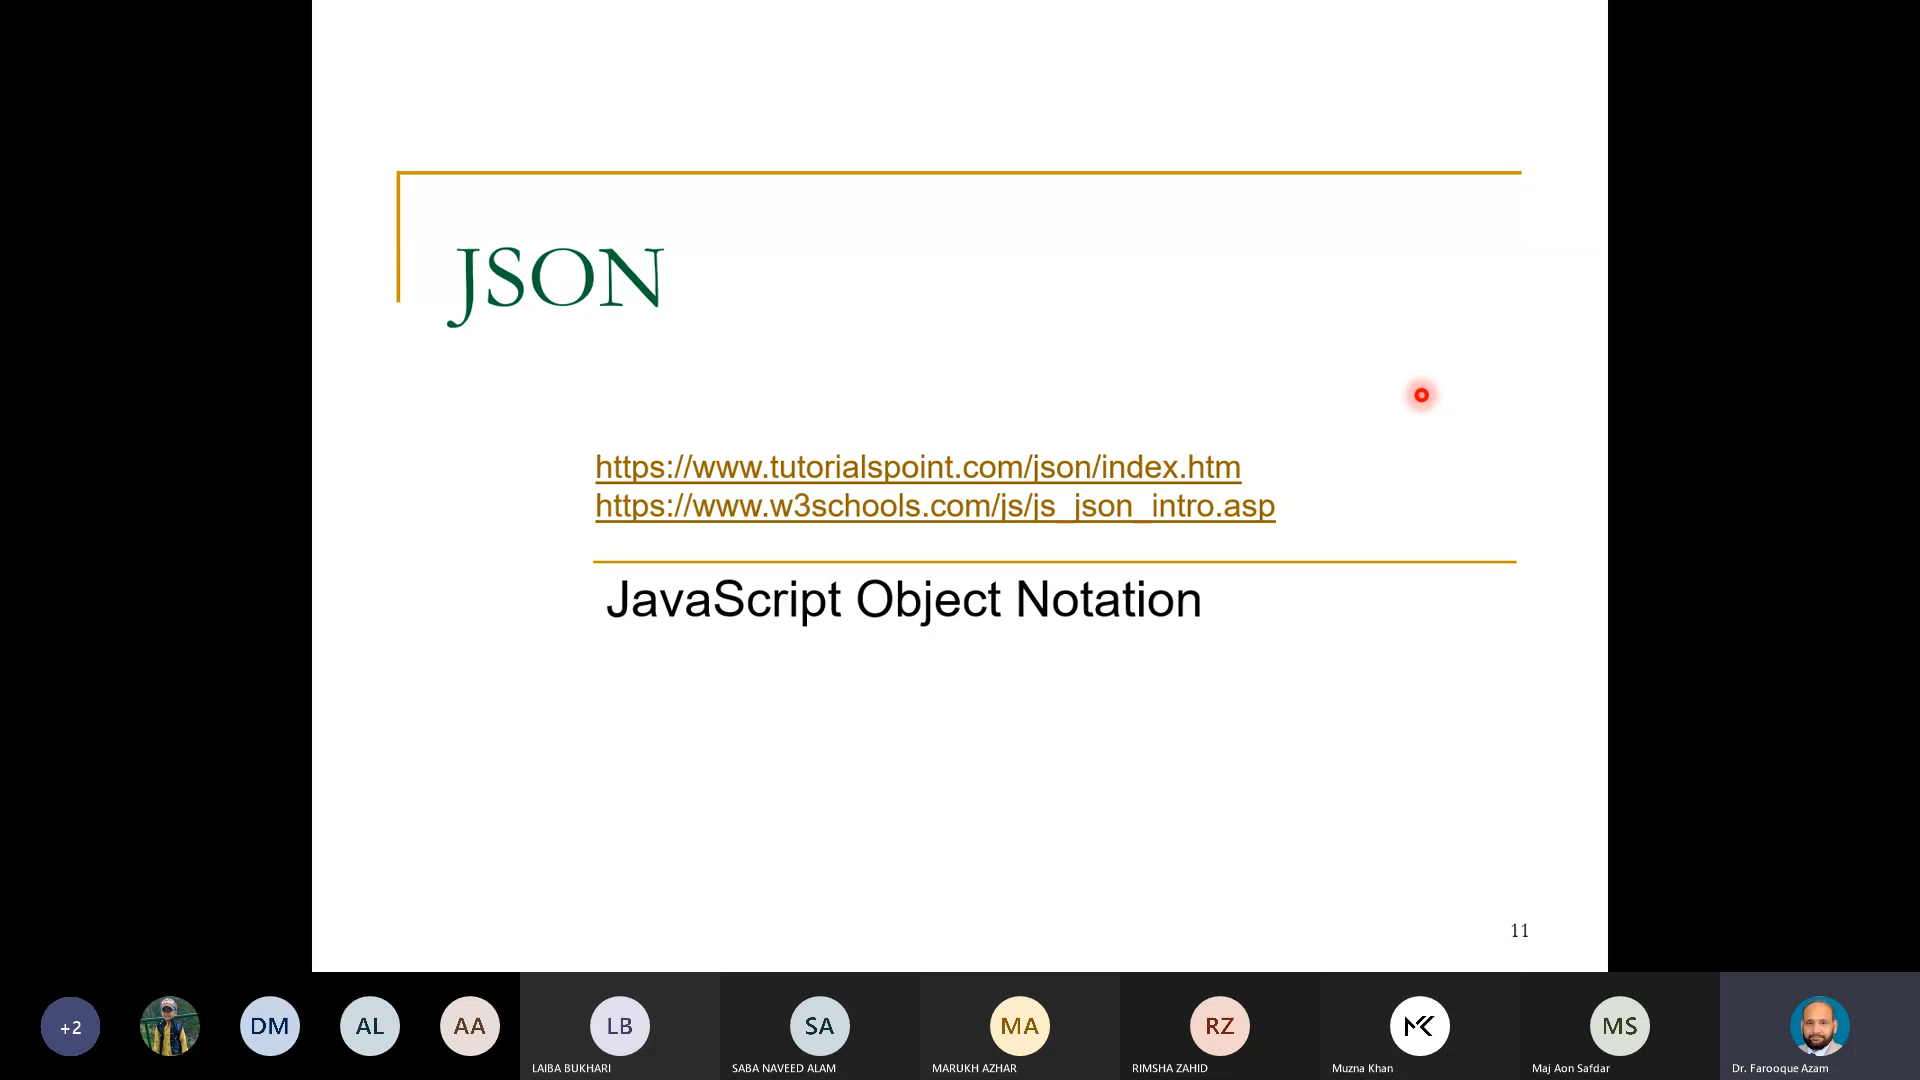 JSON
https://www.tutorialspoint.com/json/index.htm
https://www.w3schools.com/js/js_json_intro.asp
JavaScript Object Notation
11
+2
DM
AL
AA
LB
SA
MA
RZ
MK
MS
LAIBA BUKHARI
SABA NAVEED ALAM
MARUKH AZHAR
RIMSHA ZAHID
Muzna Khan
Maj Aon Safdar
Dr. Farooque Azam